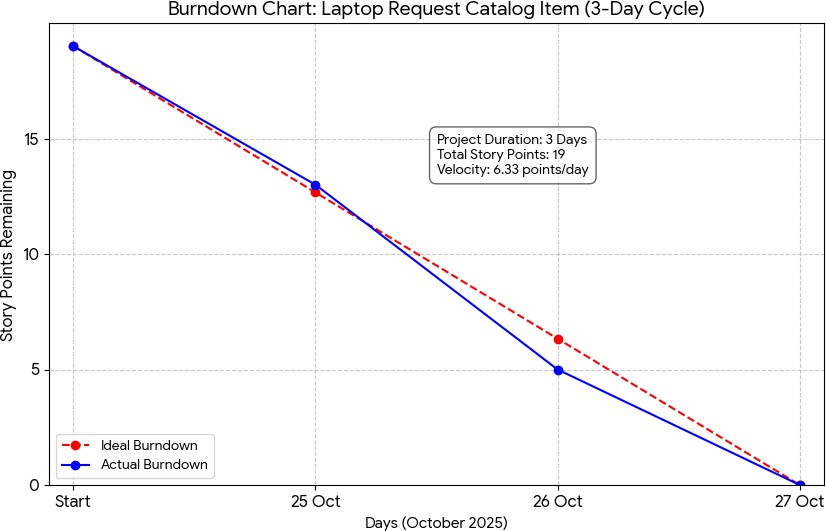 Burndown Chart: Laptop Request Catalog Item (3-Day Cycle)
Story Points Remaining
15
10
5
0
Project Duration: 3 Days
Total Story Points: 19
Velocity: 6.33 points/day
Ideal Burndown
Actual Burndown
Start
25 Oct
26 Oct
27 Oct
Days (October 2025)